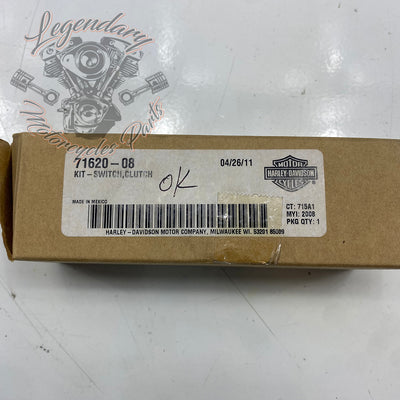 Legendary
Motorcycles Parts
71620-08
04/26/11
KIT-SWITCH,CLUTCH
OK
MOTOR
HARLEY-DAVIDSON
CYCLES
MADE IN MEXICO
CT: 715A1
MYI: 2008
PKG QTY: 1
HARLEY-DAVIDSON MOTOR COMPANY, MILWAUKEE WI. 53201 85009